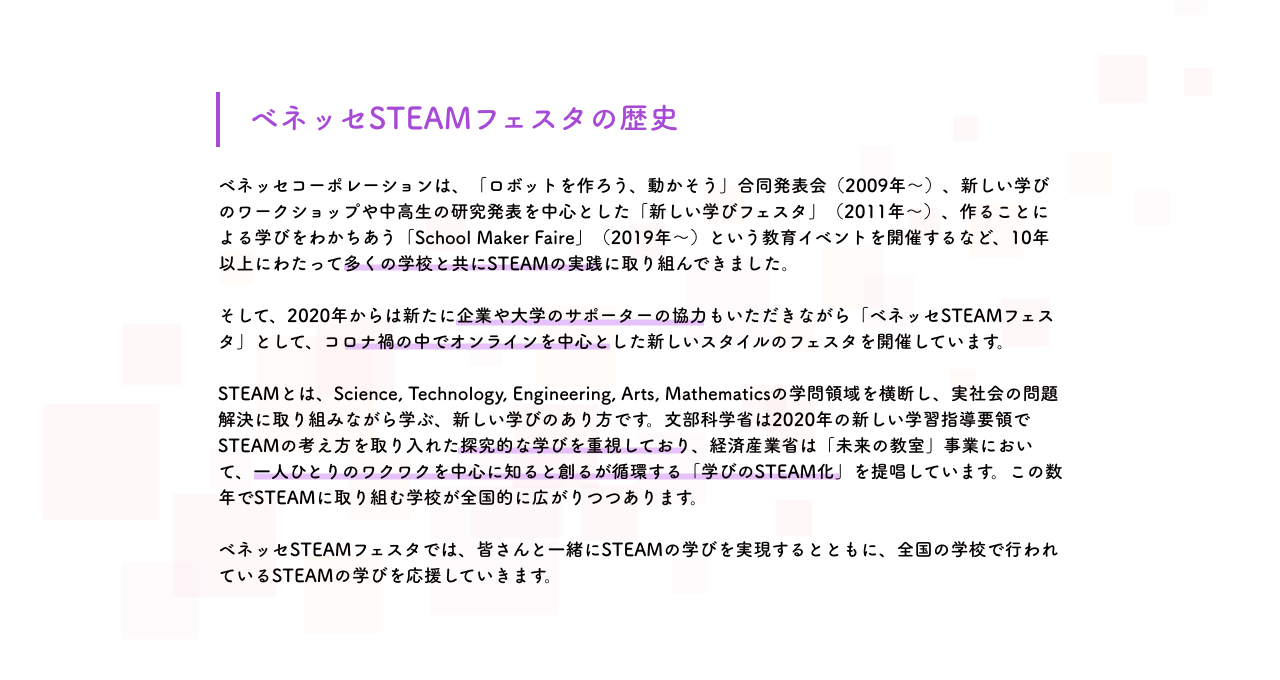 ベネッセSTEAMフェスタの歴史
ベネッセコーポレーションは、「ロボットを作ろう、動かそう」合同発表会（2009年〜）、新しい学び
のワークショップや中高生の研究発表を中心とした「新しい学びフェスタ」（2011年〜）、作ることに
よる学びをわかちあう「School Maker Faire」（2019年〜）という教育イベントを開催するなど、10年
以上にわたって多くの学校と共にSTEAMの実践に取り組んできました。
そして、2020年からは新たに企業や大学のサポーターの協力もいただきながら「ベネッセSTEAMフェス
タ」として、コロナ禍の中でオンラインを中心とした新しいスタイルのフェスタを開催しています。
STEAMとは、Science, Technology, Engineering, Arts, Mathematicsの学問領域を横断し、実社会の問題
解決に取り組みながら学ぶ、新しい学びのあり方です。文部科学省は2020年の新しい学習指導要領で
STEAMの考え方を取り入れた探究的な学びを重視しており、経済産業省は「未来の教室」事業におい
て、一人ひとりのワクワクを中心に知ると創るが循環する「学びのSTEAM化」を提唱しています。この数
年でSTEAMに取り組む学校が全国的に広がりつつあります。
ベネッセSTEAMフェスタでは、皆さんと一緒にSTEAMの学びを実現するとともに、全国の学校で行われ
ているSTEAMの学びを応援していきます。